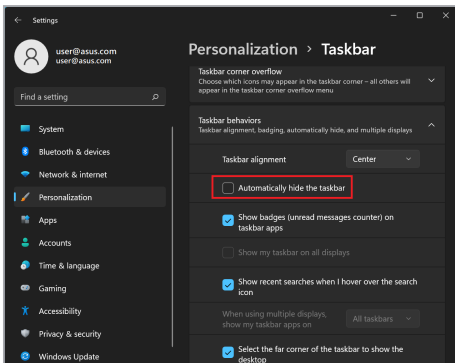 Settings
user@asus.com
user@asus.com
Find a setting
System
Bluetooth & devices
Network & internet
Personalization
Apps
Accounts
Time & language
Gaming
Accessibility
Privacy & security
Windows Update
Personalization > Taskbar
Taskbar corner overflow
Choose which icons may appear in the taskbar corner – all others will
appear in the taskbar corner overflow menu
Taskbar behaviors
Taskbar alignment, badging, automatically hide, and multiple displays
Taskbar alignment Center
Automatically hide the taskbar
Show badges (unread messages counter) on
taskbar apps
Show my taskbar on all displays
Show recent searches when I hover over the search
icon
When using multiple displays,
show my taskbar apps on All taskbars
Select the far corner of the taskbar to show the
desktop